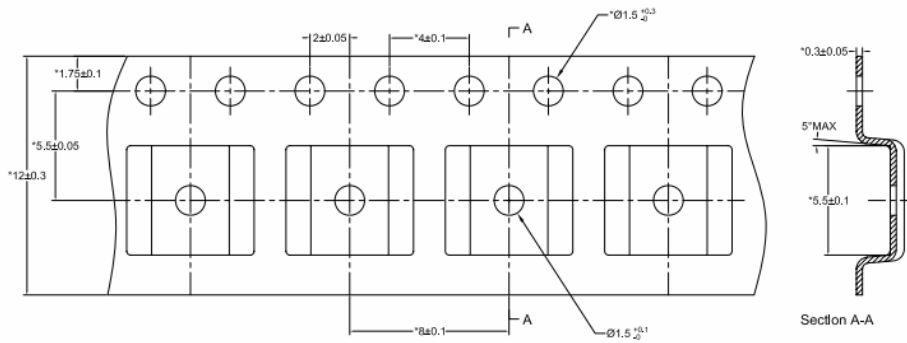 A
*Ø1.5 +0.3 -0
2±0.05
*4±0.1
*0.3±0.05
*1.75±0.1
5°MAX
*5.5±0.05
*12±0.3
*5.5±0.1
A
*8±0.1
Ø1.5 +0.1 -0
Section A-A